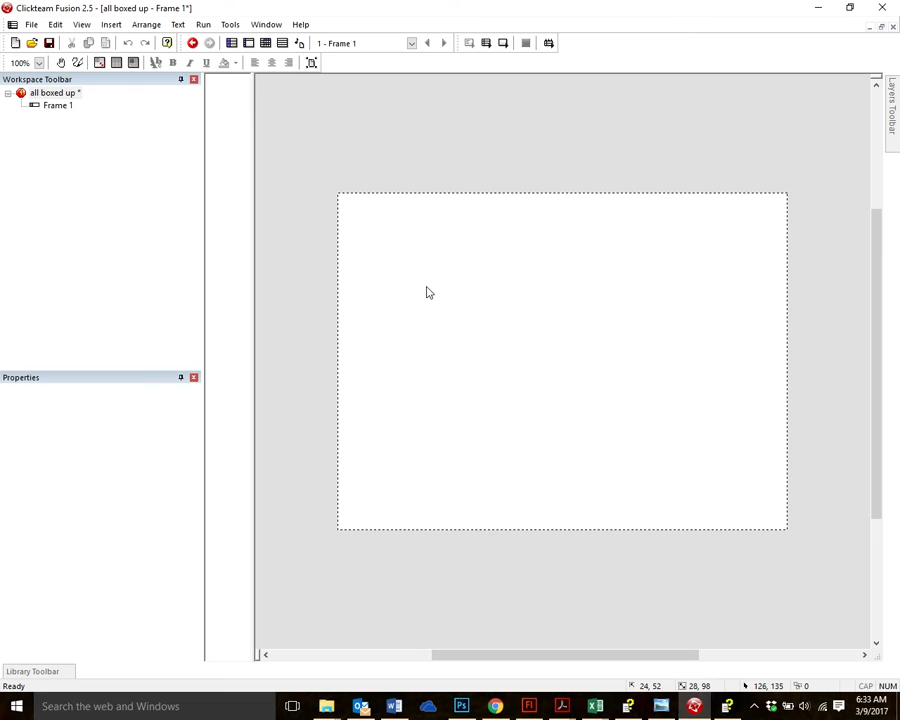 Clickteam Fusion 2.5 - [all boxed up - Frame 1*]
File Edit View Insert Arrange Text Run Tools Window Help
1 - Frame 1
100%
Workspace Toolbar
all boxed up *
Frame 1
Layers Toolbar
Properties
Library Toolbar
Ready
24, 52
28, 98
126, 135
0
CAP
NUM
Search the web and Windows
6:33 AM
3/9/2017